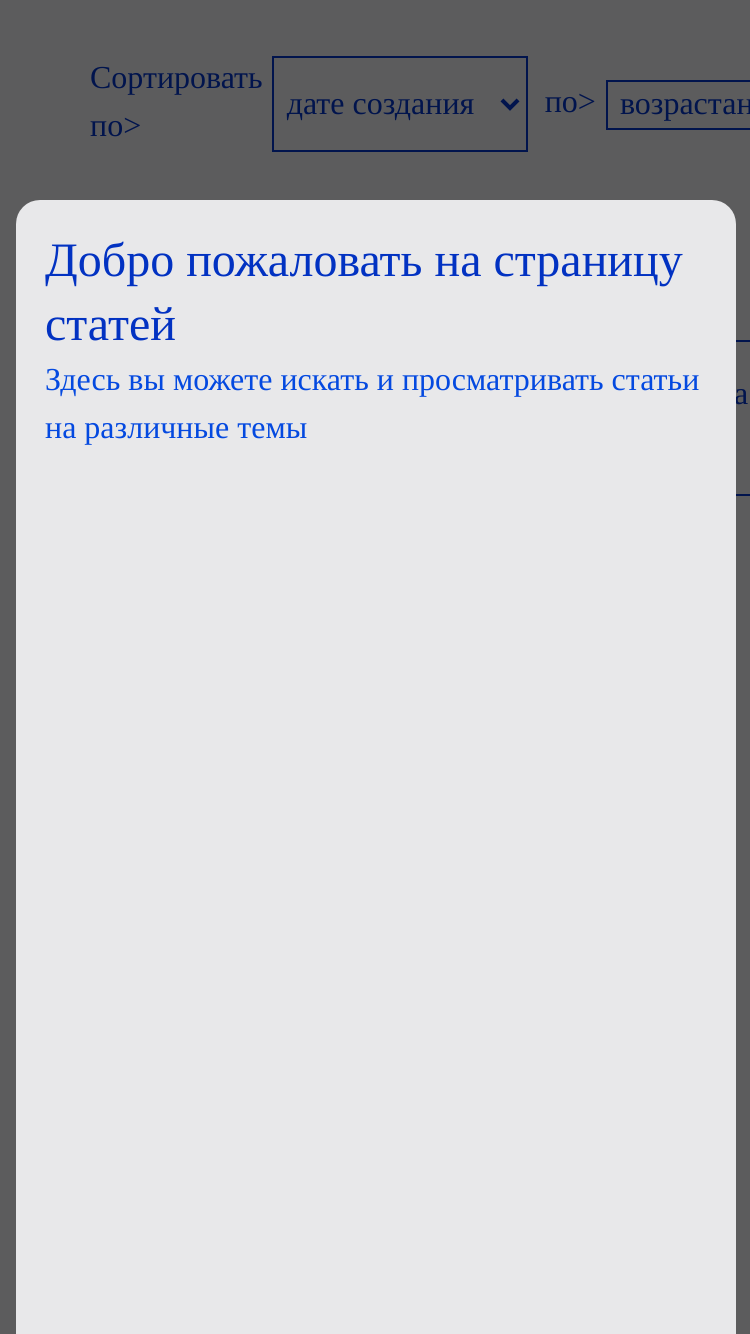 Сортировать
по>
дате создания
по>
возрастан
Добро пожаловать на страницу
статей
Здесь вы можете искать и просматривать статьи
на различные темы
а